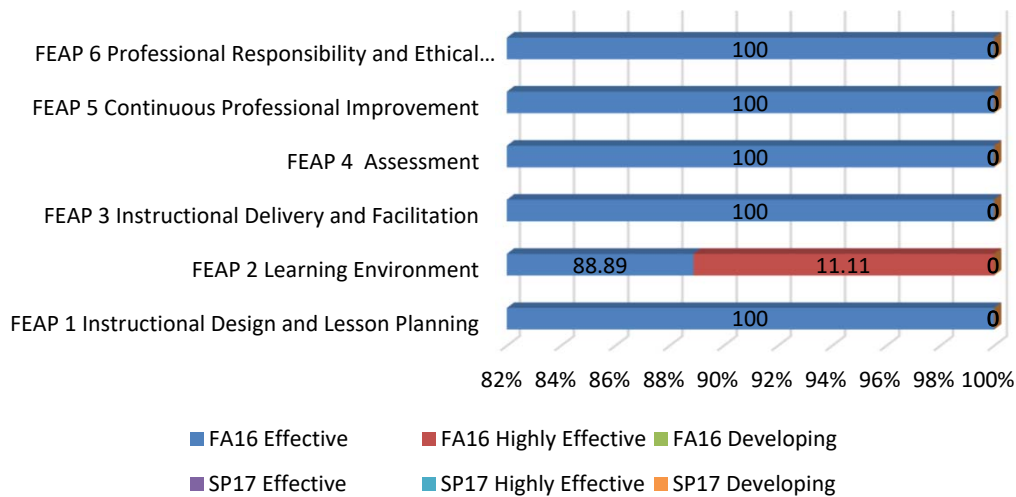 FEAP 6 Professional Responsibility and Ethical... 100 0
FEAP 5 Continuous Professional Improvement 100 0
FEAP 4 Assessment 100 0
FEAP 3 Instructional Delivery and Facilitation 100 0
FEAP 2 Learning Environment 88.89 11.11 0
FEAP 1 Instructional Design and Lesson Planning 100 0
82% 84% 86% 88% 90% 92% 94% 96% 98% 100%
FA16 Effective FA16 Highly Effective FA16 Developing
SP17 Effective SP17 Highly Effective SP17 Developing